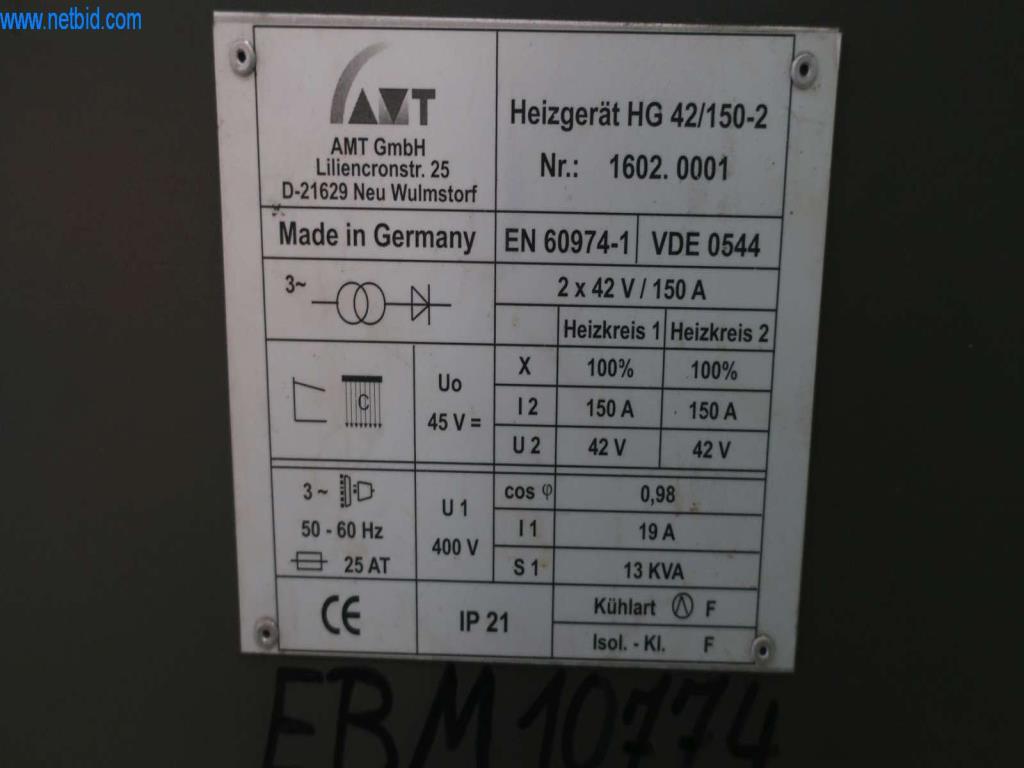 www.netbid.com
AMT
AMT GmbH
Liliencronstr. 25
D-21629 Neu Wulmstorf
Heizgerät HG 42/150-2
Nr.: 1602. 0001
Made in Germany
EN 60974-1 VDE 0544
3~
2 x 42 V / 150 A
Heizkreis 1 Heizkreis 2
C
Uo
45 V =
X 100% 100%
I 2 150 A 150 A
U 2 42 V 42 V
3 ~
50 - 60 Hz
25 AT
U 1
400 V
cos φ 0,98
I 1 19 A
S 1 13 KVA
CE
IP 21
Kühlart F
Isol. - Kl. F
EBM 10774